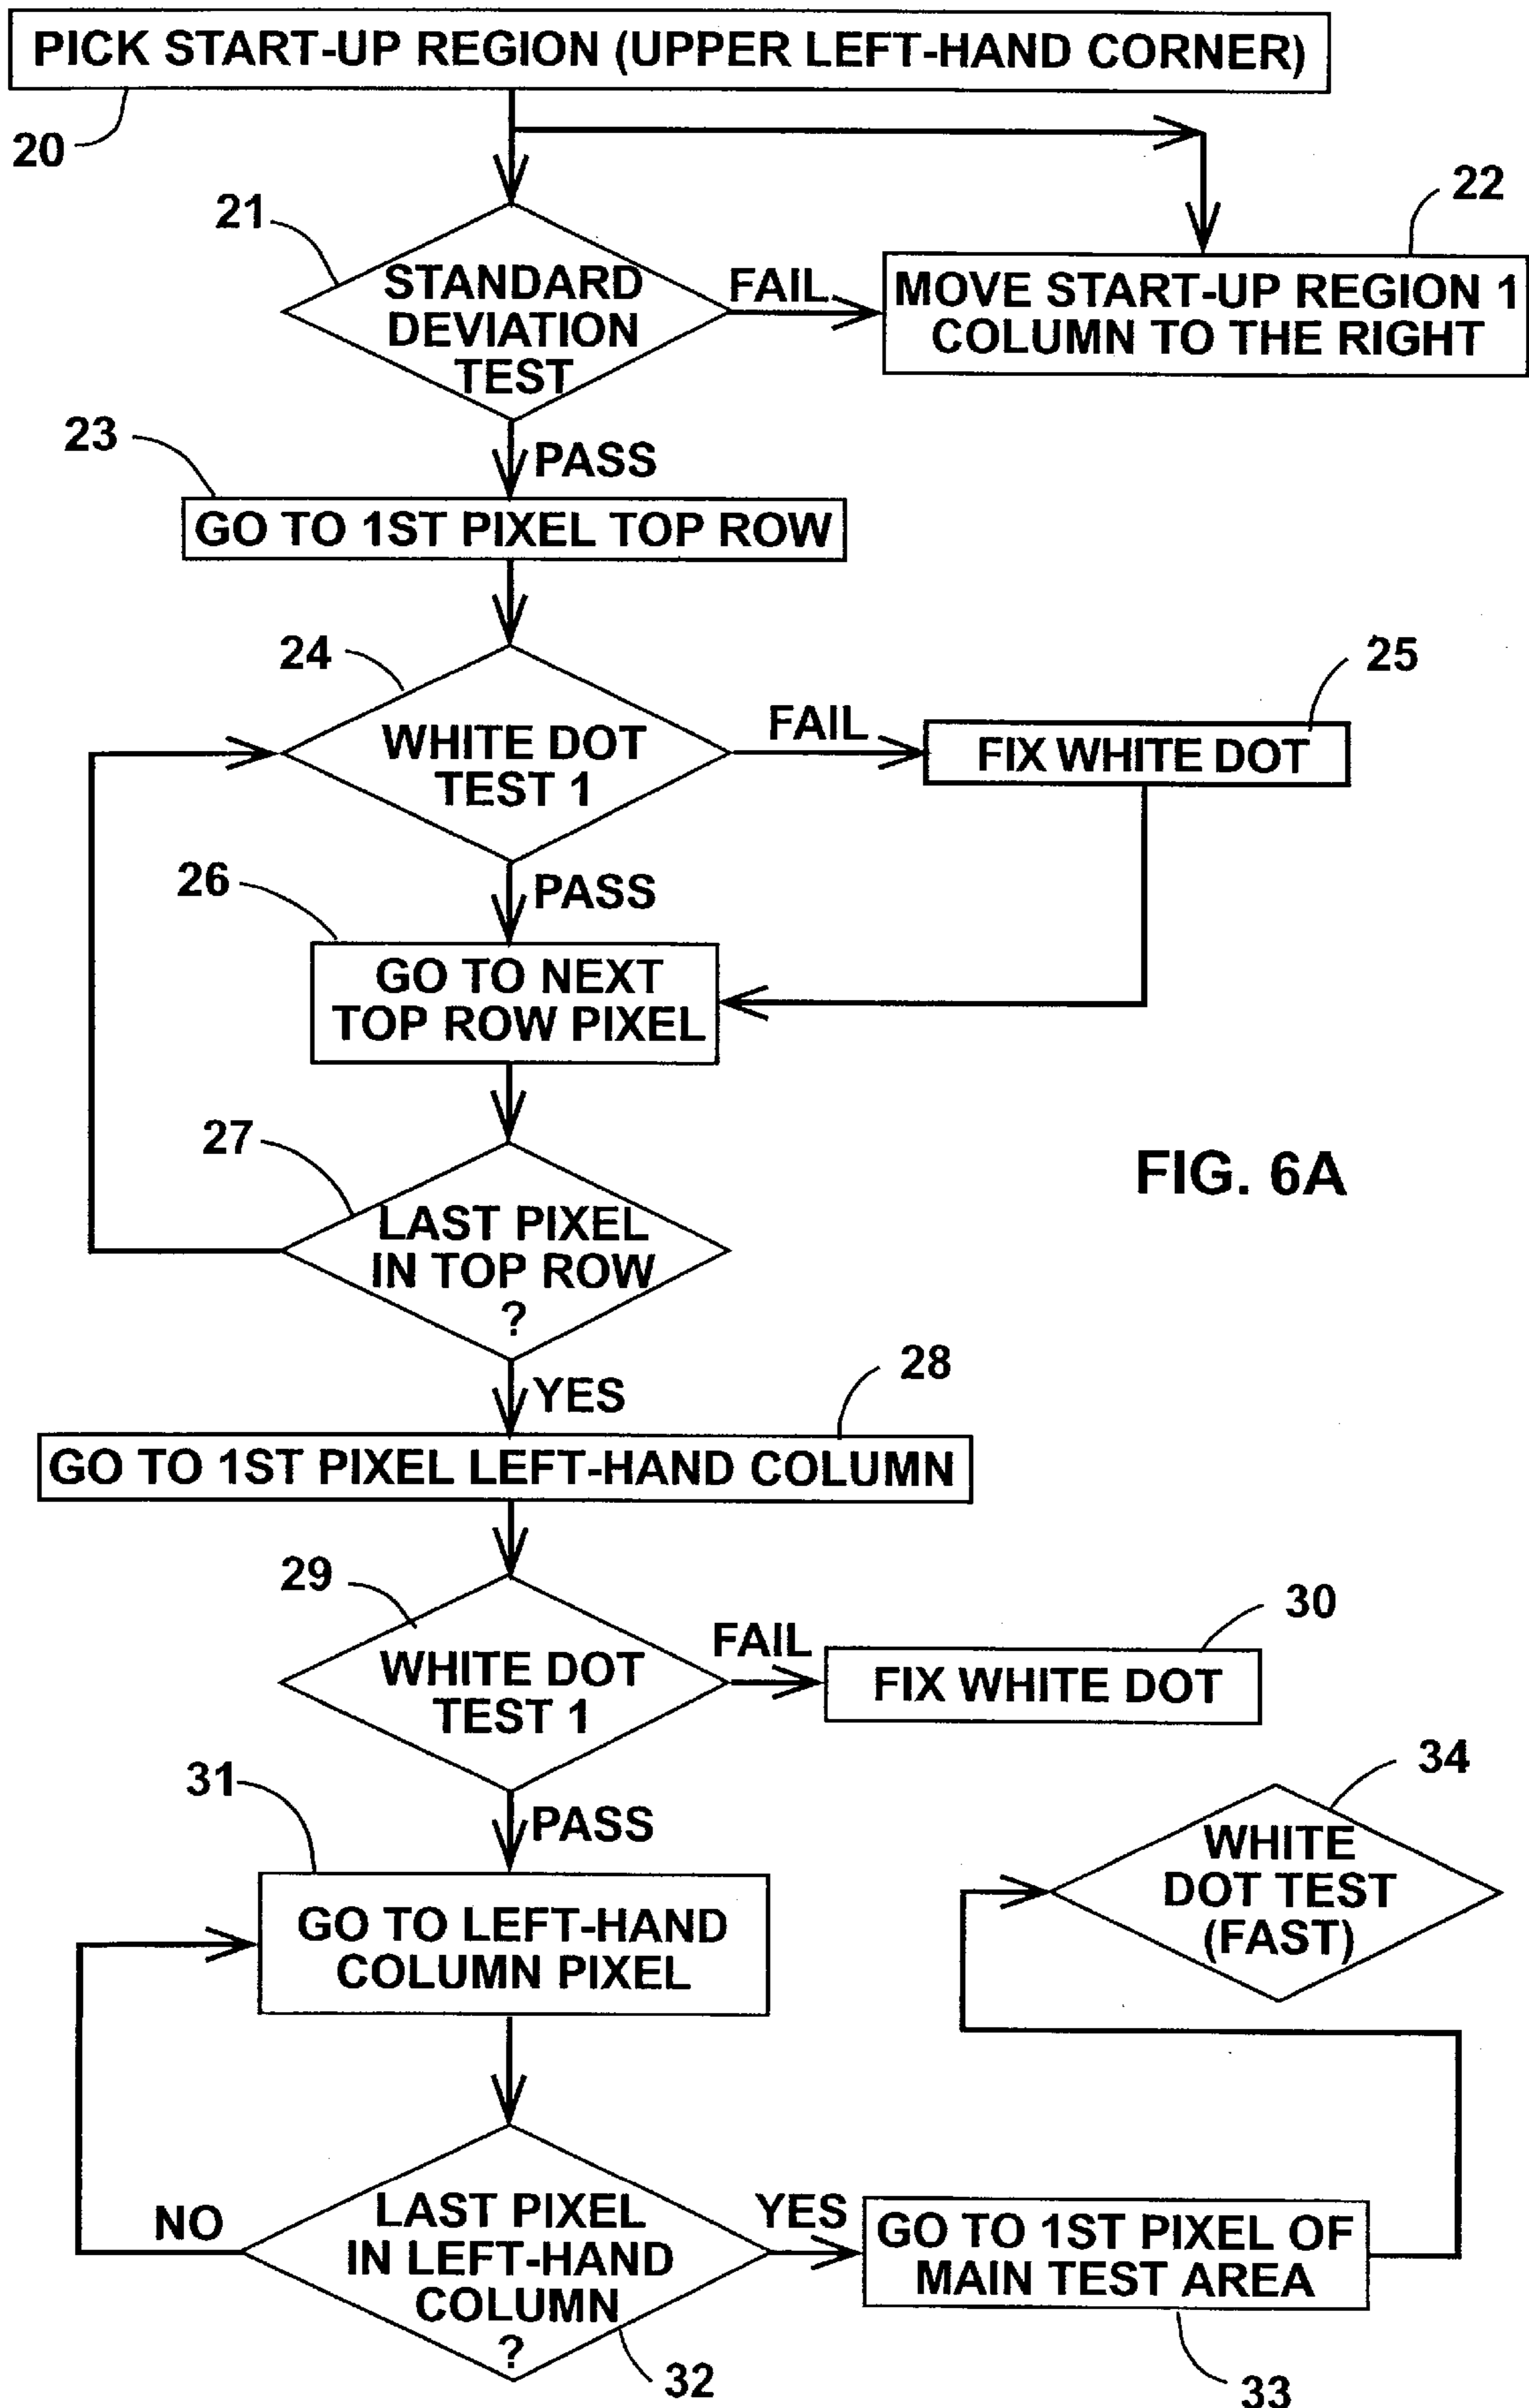 PICK START-UP REGION (UPPER LEFT-HAND CORNER)
20
21
22
STANDARD
DEVIATION
TEST
FAIL
MOVE START-UP REGION 1
COLUMN TO THE RIGHT
23
PASS
GO TO 1ST PIXEL TOP ROW
24
25
WHITE DOT
TEST 1
FAIL
FIX WHITE DOT
26
PASS
GO TO NEXT
TOP ROW PIXEL
27
FIG. 6A
LAST PIXEL
IN TOP ROW
?
28
YES
GO TO 1ST PIXEL LEFT-HAND COLUMN
29
30
WHITE DOT
TEST 1
FAIL
FIX WHITE DOT
31
34
PASS
WHITE
DOT TEST
(FAST)
GO TO LEFT-HAND
COLUMN PIXEL
NO
LAST PIXEL
IN LEFT-HAND
COLUMN
?
YES
GO TO 1ST PIXEL OF
MAIN TEST AREA
32
33